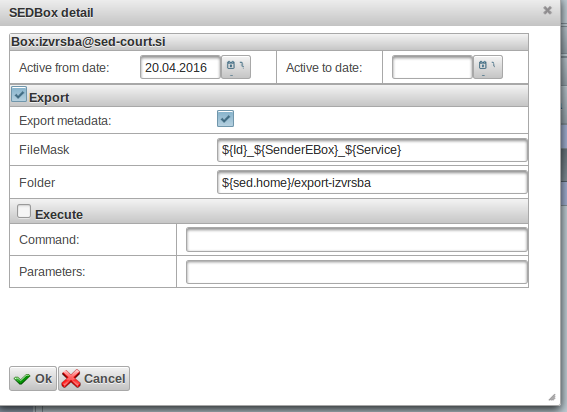 SEDBox detail
Box:izvrsba@sed-court.si
Active from date: 20.04.2016 Active to date:
Export
Export metadata:
FileMask ${Id}_${SenderEBox}_${Service}
Folder ${sed.home}/export-izvrsba
Execute
Command:
Parameters:
Ok Cancel